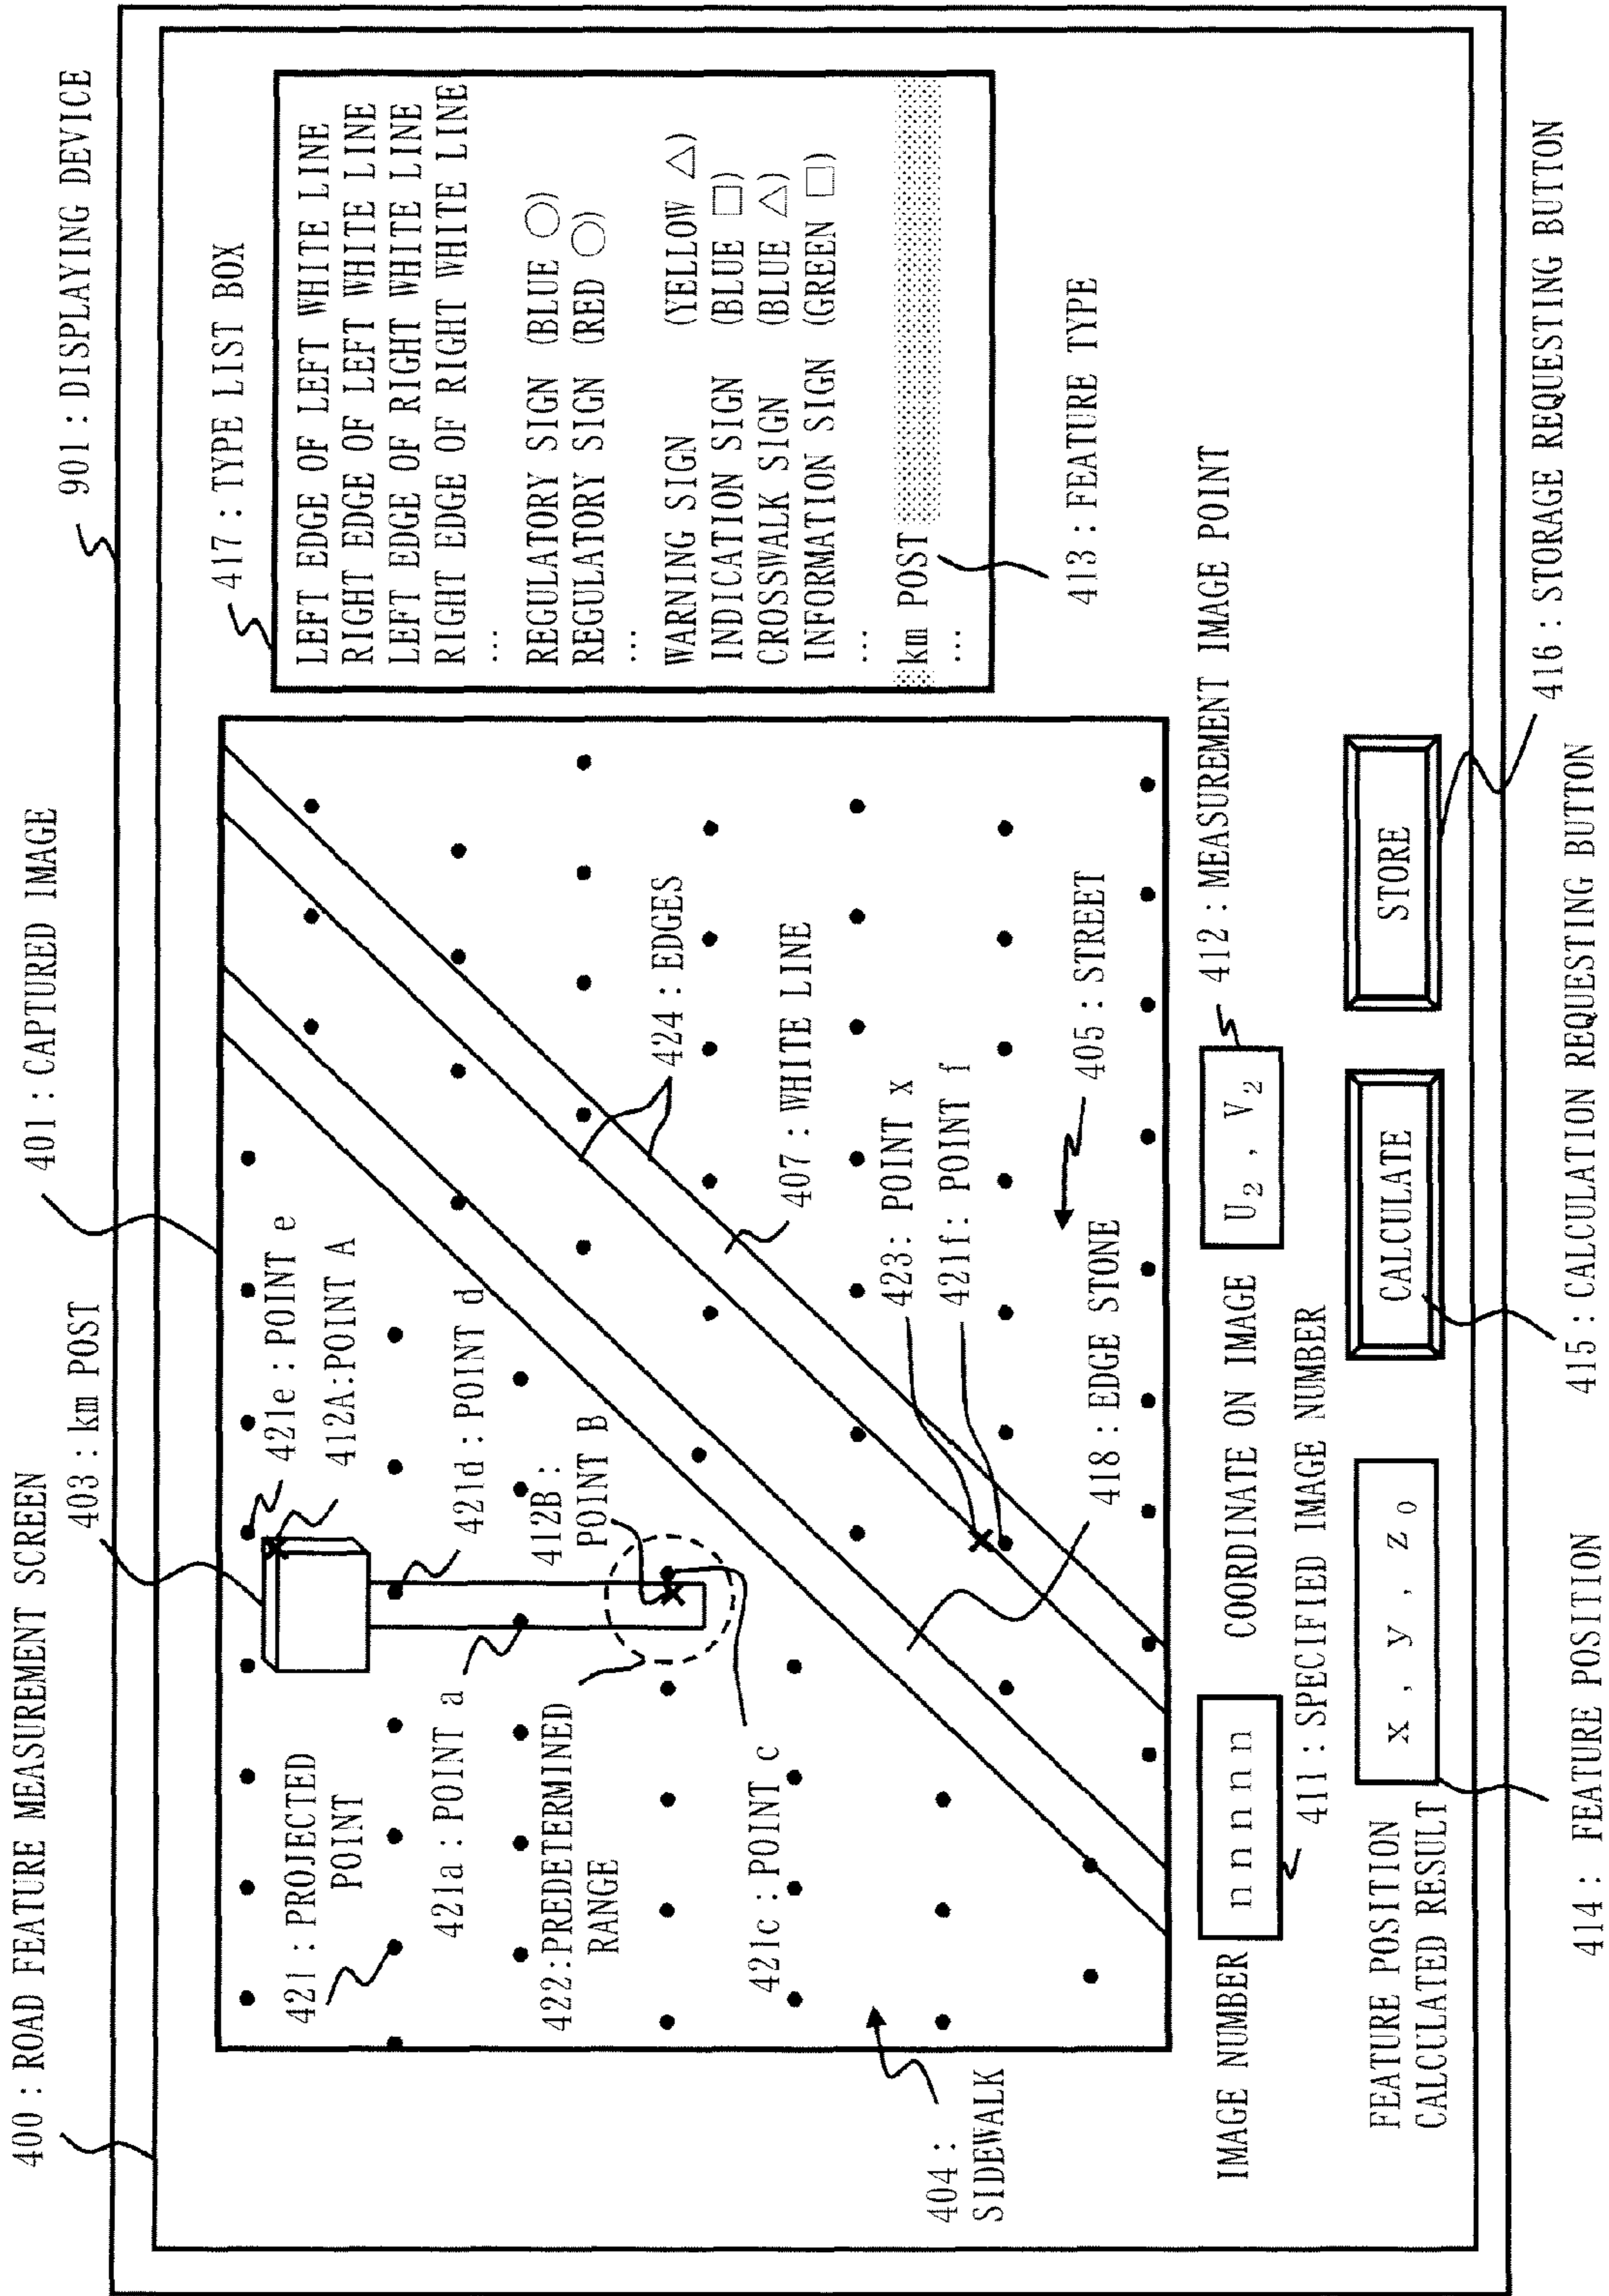 400 : ROAD FEATURE MEASUREMENT SCREEN
403 : km POST
401 : CAPTURED IMAGE
901 : DISPLAYING DEVICE
417 : TYPE LIST BOX
LEFT EDGE OF LEFT WHITE LINE
RIGHT EDGE OF LEFT WHITE LINE
LEFT EDGE OF RIGHT WHITE LINE
RIGHT EDGE OF RIGHT WHITE LINE
...
REGULATORY SIGN (BLUE ○)
REGULATORY SIGN (RED ○)
...
WARNING SIGN (YELLOW △)
INDICATION SIGN (BLUE □)
CROSSWALK SIGN (BLUE △)
INFORMATION SIGN (GREEN □)
...
km POST
...
413 : FEATURE TYPE
421e : POINT e
412A:POINT A
421 : PROJECTED
POINT
421d : POINT d
421a : POINT a
412B :
POINT B
422:PREDETERMINED
RANGE
421c : POINT c
424 : EDGES
407 : WHITE LINE
423: POINT x
421f: POINT f
405 : STREET
418 : EDGE STONE
404 :
SIDEWALK
IMAGE NUMBER
n n n n n
411 : SPECIFIED IMAGE NUMBER
COORDINATE ON IMAGE
U2 , V2
412 : MEASUREMENT IMAGE POINT
FEATURE POSITION
CALCULATED RESULT
x , y , z0
CALCULATE
STORE
414 : FEATURE POSITION
415 : CALCULATION REQUESTING BUTTON
416 : STORAGE REQUESTING BUTTON